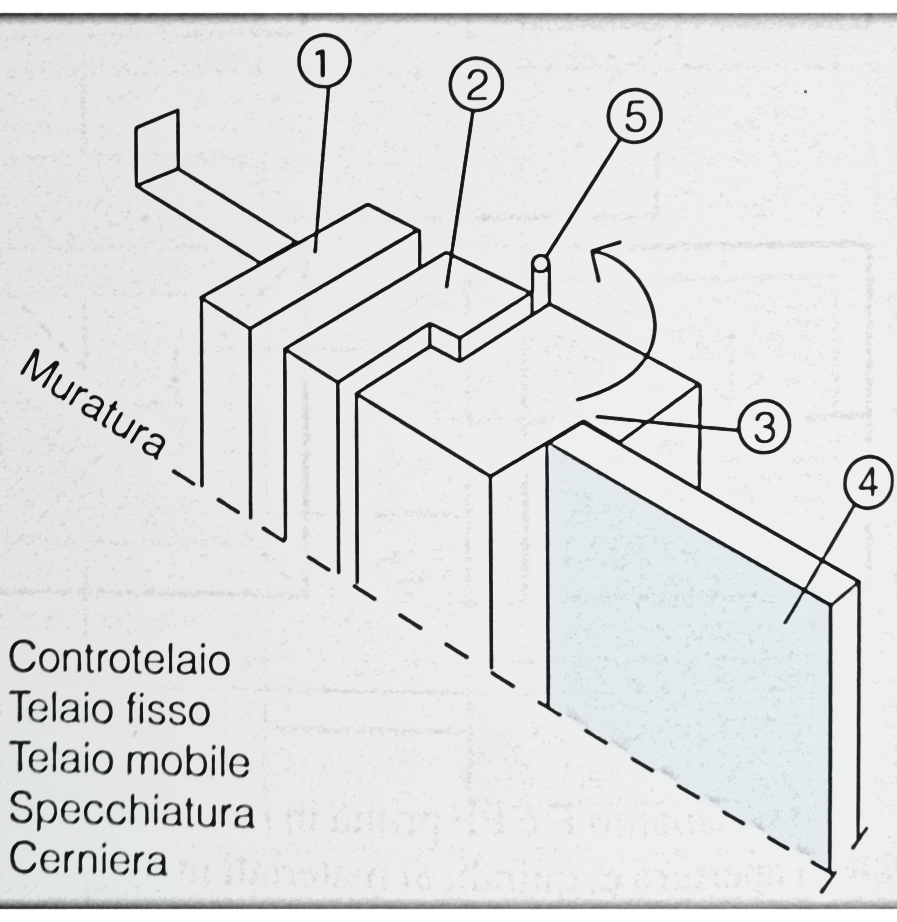 1
2
5
Muratura
3
4
Controtelaio
Telaio fisso
Telaio mobile
Specchiatura
Cerniera